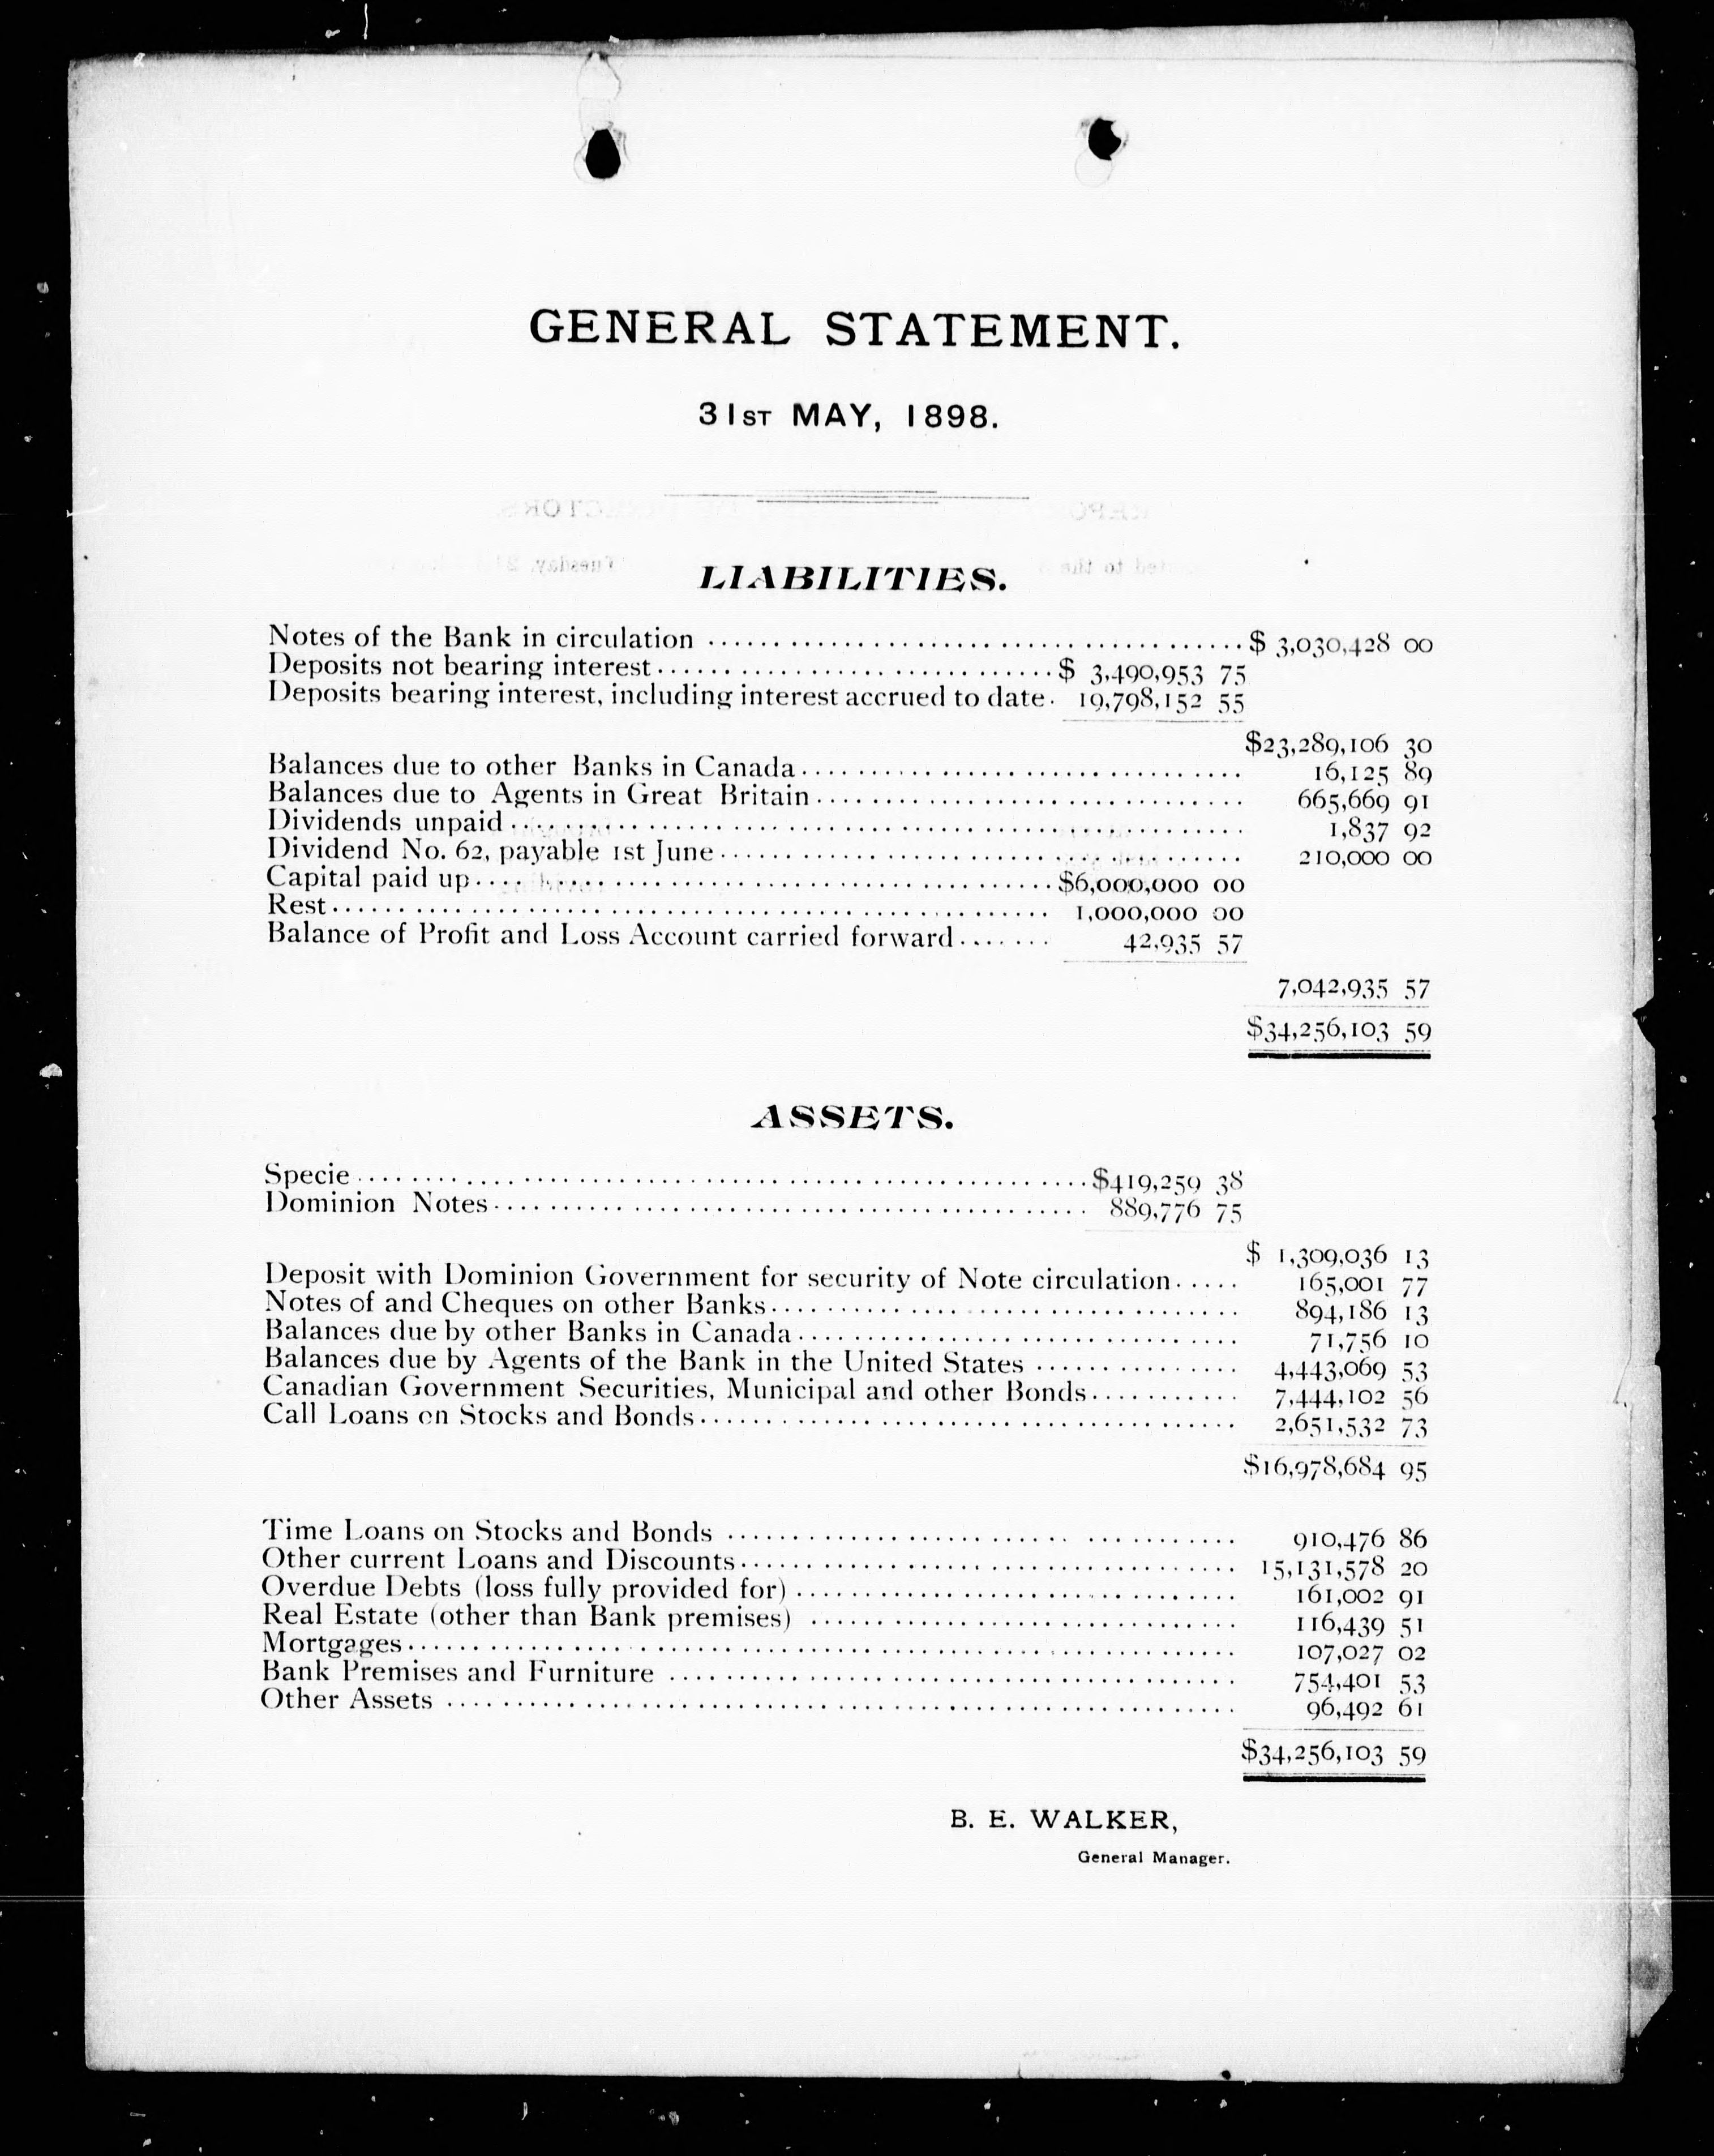 GENERAL STATEMENT.
31ST MAY, 1898.
LIABILITIES.
Notes of the Bank in circulation ........................................ $ 3,030,428 00
Deposits not bearing interest .............................. $ 3,490,953 75
Deposits bearing interest, including interest accrued to date. 19,798,152 55
$23,289,106 30
Balances due to other Banks in Canada ................................. 16,125 89
Balances due to Agents in Great Britain ................................ 665,669 91
Dividends unpaid ....................................................... 1,837 92
Dividend No. 62, payable 1st June ....................................... 210,000 00
Capital paid up ........................................... $6,000,000 00
Rest ..................................................... 1,000,000 00
Balance of Profit and Loss Account carried forward ....... 42,935 57
7,042,935 57
$34,256,103 59
ASSETS.
Specie ...................................................... $419,259 38
Dominion Notes ............................................ 889,776 75
$ 1,309,036 13
Deposit with Dominion Government for security of Note circulation ..... 165,001 77
Notes of and Cheques on other Banks ................................... 894,186 13
Balances due by other Banks in Canada ................................. 71,756 10
Balances due by Agents of the Bank in the United States ............... 4,443,069 53
Canadian Government Securities, Municipal and other Bonds ........... 7,444,102 56
Call Loans on Stocks and Bonds ........................................ 2,651,532 73
$16,978,684 95
Time Loans on Stocks and Bonds ...................................... 910,476 86
Other current Loans and Discounts ..................................... 15,131,578 20
Overdue Debts (loss fully provided for) ................................. 161,002 91
Real Estate (other than Bank premises) ................................ 116,439 51
Mortgages ............................................................. 107,027 02
Bank Premises and Furniture .......................................... 754,401 53
Other Assets .......................................................... 96,492 61
$34,256,103 59
B. E. WALKER,
General Manager.